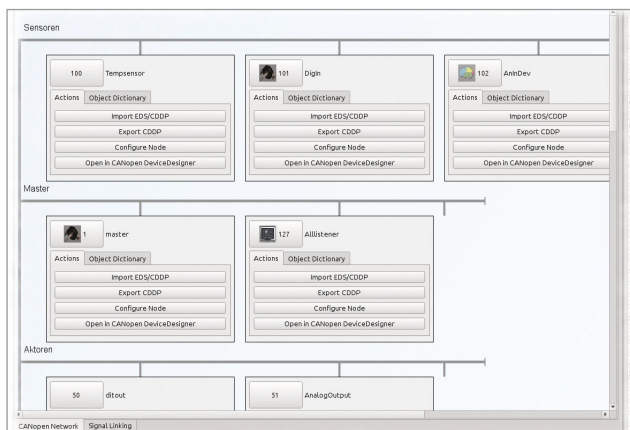 Sensoren
100 Tempsensor
101 DigIn
102 AnInDev
Actions Object Dictionary
Actions Object Dictionary
Actions Object Dictionary
Import EDS/CDDP
Import EDS/CDDP
Import EDS/CDDP
Export CDDP
Export CDDP
Export CDDP
Configure Node
Configure Node
Configure Node
Open in CANopen DeviceDesigner
Open in CANopen DeviceDesigner
Open in CANopen DeviceDesigner
Master
1 master
127 Alllistener
Actions Object Dictionary
Actions Object Dictionary
Import EDS/CDDP
Import EDS/CDDP
Export CDDP
Export CDDP
Configure Node
Configure Node
Open in CANopen DeviceDesigner
Open in CANopen DeviceDesigner
Aktoren
50 ditout
51 AnalogOutput
CANopen Network Signal Linking